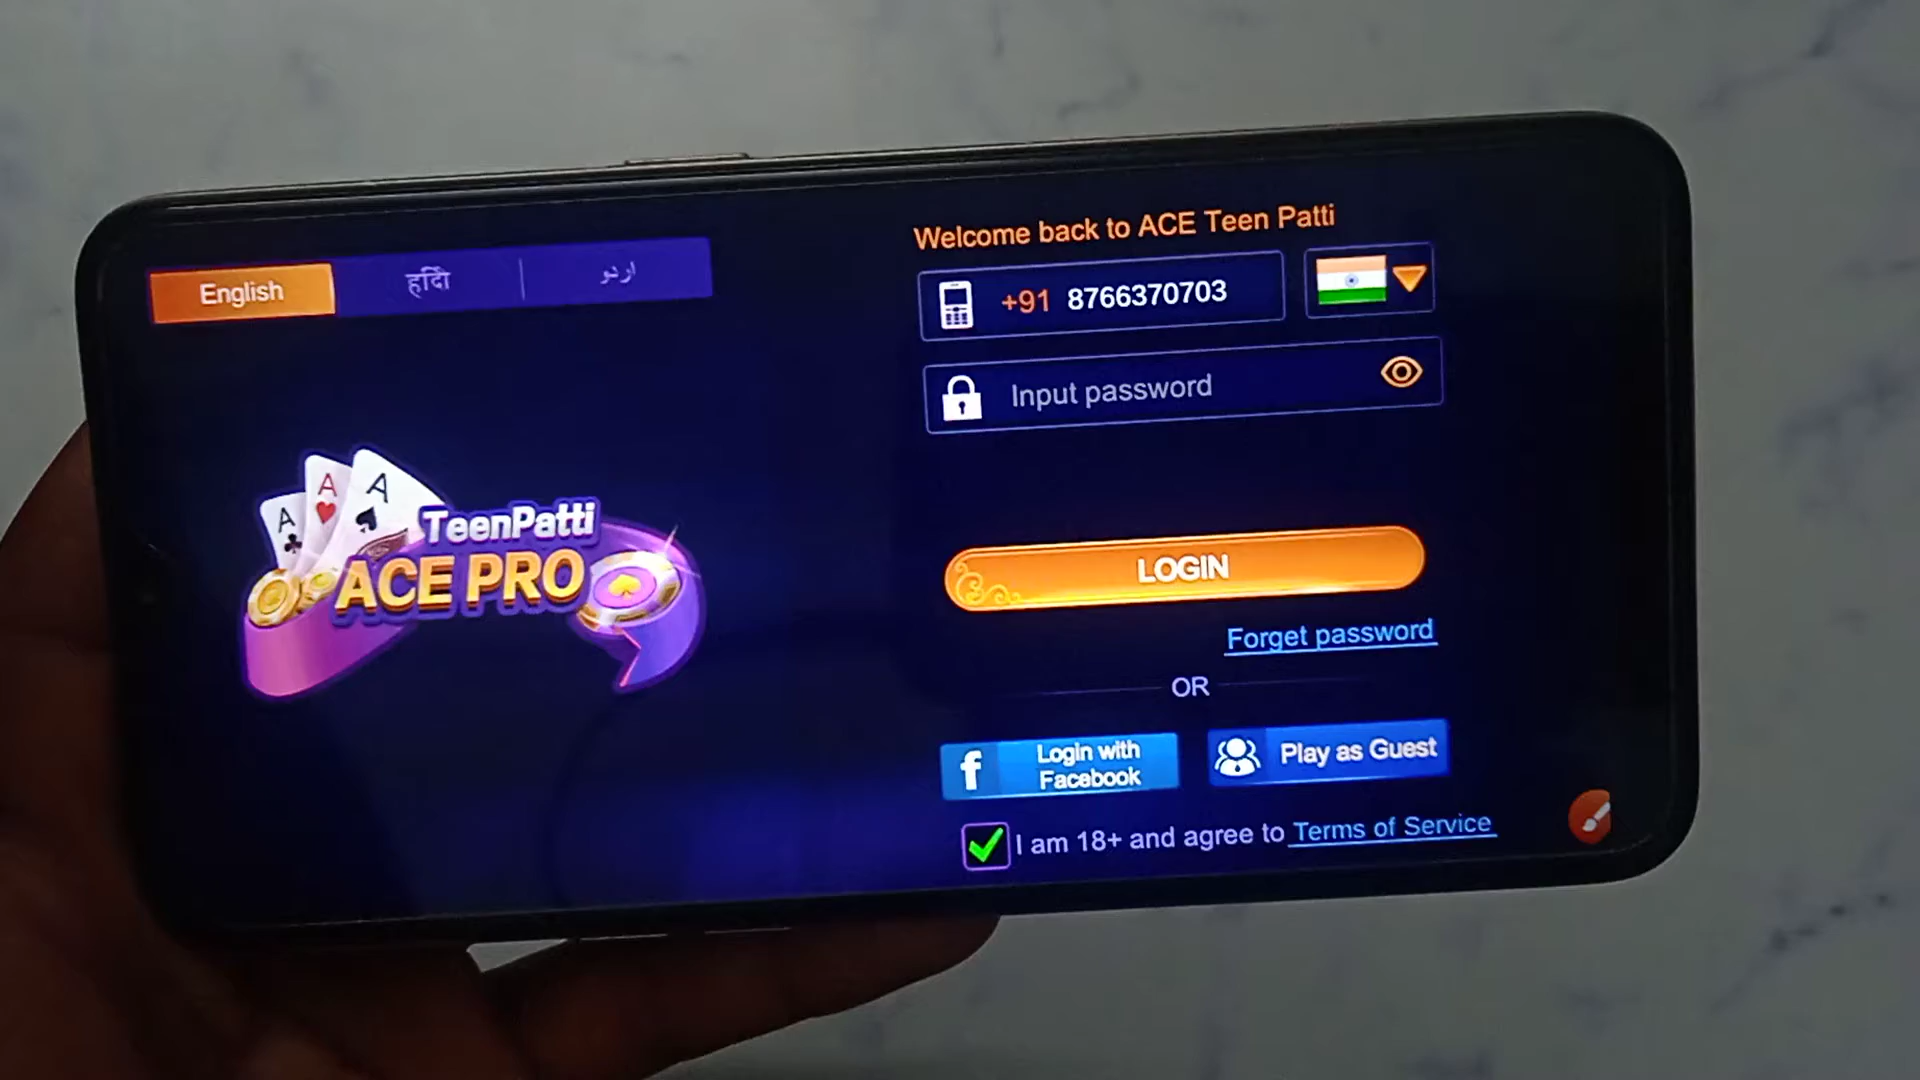 English
हिंदी
اردو
Welcome back to ACE Teen Patti
+91 8766370703
Input password
A A A
TeenPatti
ACE PRO
LOGIN
Forget password
OR
f Login with
Facebook
Play as Guest
I am 18+ and agree to Terms of Service